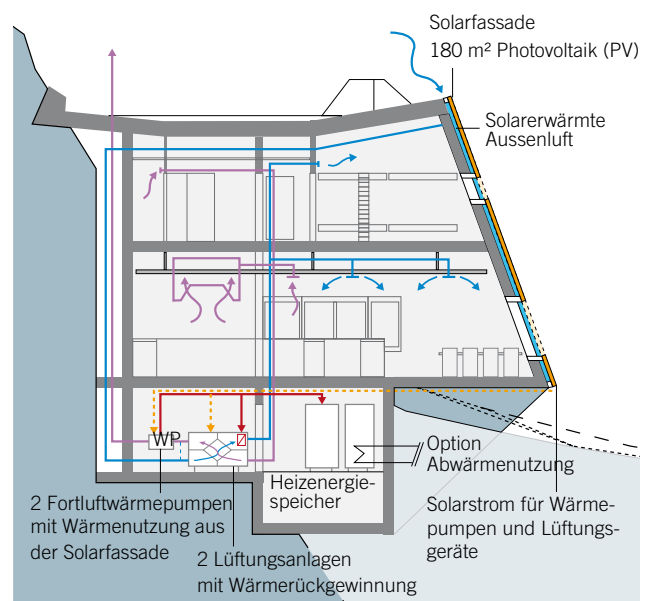 Solarfassade
180 m² Photovoltaik (PV)
Solarerwärmte
Aussenluft
WP
Option
Abwärmenutzung
Heizenergie-
speicher
2 Fortluftwärmepumpen
mit Wärmenutzung aus
der Solarfassade
2 Lüftungsanlagen
mit Wärmerückgewinnung
Solarstrom für Wärme-
pumpen und Lüftungs-
geräte